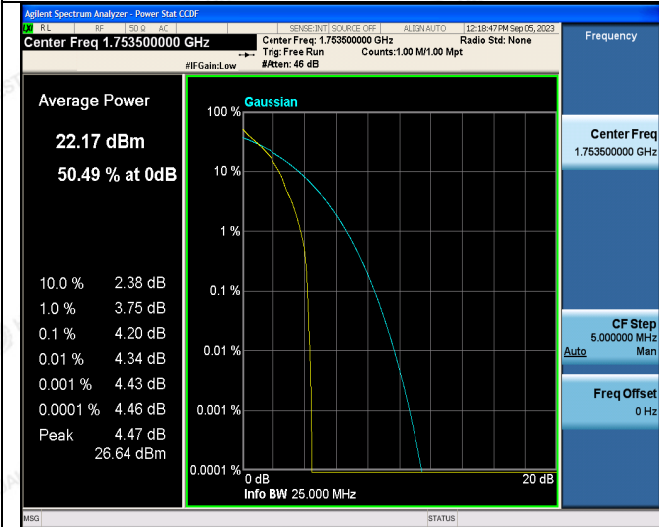 Agilent Spectrum Analyzer - Power Stat CCDF
RL RF 50 Ω AC SENSE:INT SOURCE OFF ALIGN AUTO 12:18:47 PM Sep 05, 2023
Center Freq 1.753500000 GHz
Center Freq: 1.753500000 GHz Radio Std: None
Trig: Free Run Counts:1.00 M/1.00 Mpt
#IFGain:Low #Atten: 46 dB
Frequency
Average Power
22.17 dBm
50.49 % at 0dB
10.0 % 2.38 dB
1.0 % 3.75 dB
0.1 % 4.20 dB
0.01 % 4.34 dB
0.001 % 4.43 dB
0.0001 % 4.46 dB
Peak 4.47 dB
26.64 dBm
Gaussian
100 %
10 %
1 %
0.1 %
0.01 %
0.001 %
0.0001 %
0 dB 20 dB
Info BW 25.000 MHz
Center Freq
1.753500000 GHz
CF Step
5.000000 MHz
Auto Man
Freq Offset
0 Hz
MSG STATUS